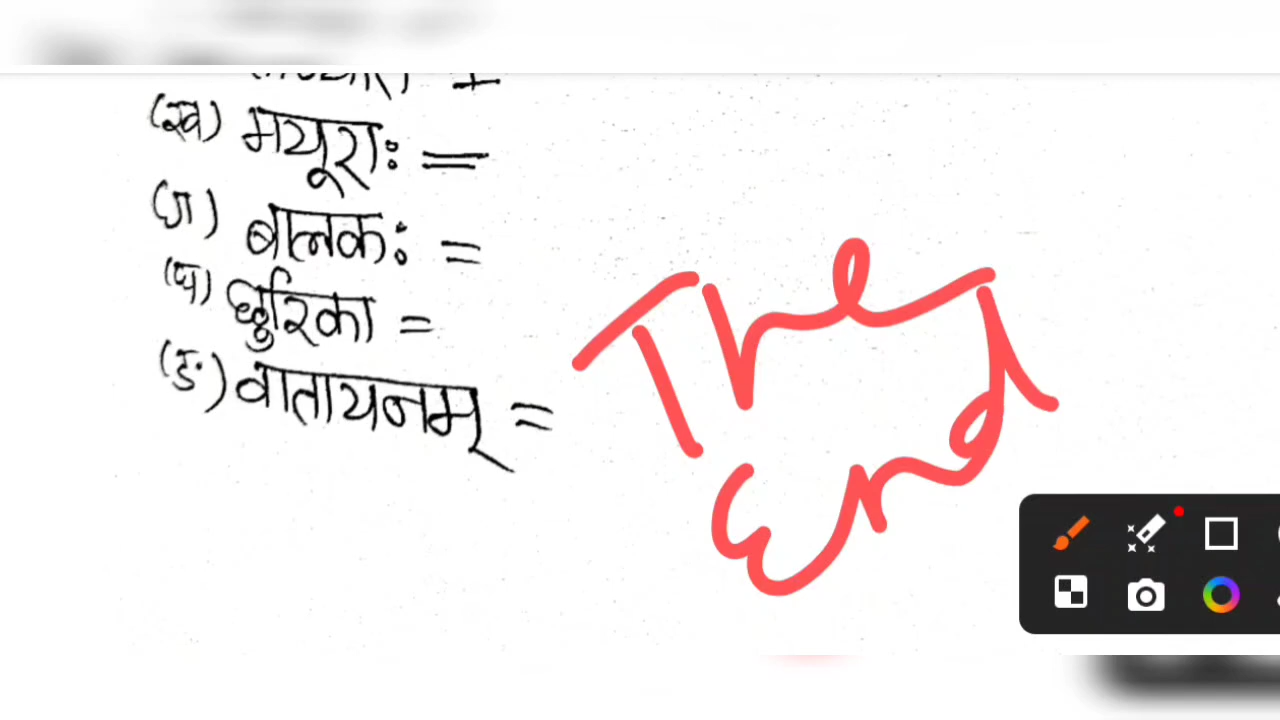 (ख) मयूराः =
(ग) बालकः =
(घ) छुरिका =
(ङ) वातायनम् =
The
End